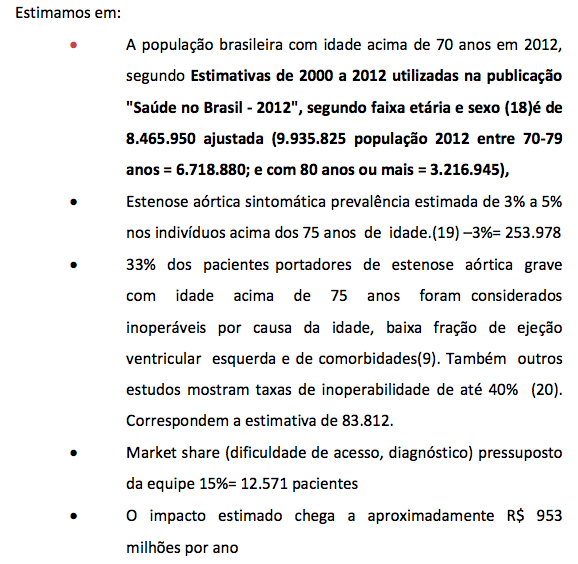 Estimamos em:
• A população brasileira com idade acima de 70 anos em 2012,
segundo Estimativas de 2000 a 2012 utilizadas na publicação
"Saúde no Brasil - 2012", segundo faixa etária e sexo (18)é de
8.465.950 ajustada (9.935.825 população 2012 entre 70-79
anos = 6.718.880; e com 80 anos ou mais = 3.216.945),
• Estenose aórtica sintomática prevalência estimada de 3% a 5%
nos indivíduos acima dos 75 anos de idade.(19) –3%= 253.978
• 33% dos pacientes portadores de estenose aórtica grave
com idade acima de 75 anos foram considerados
inoperáveis por causa da idade, baixa fração de ejeção
ventricular esquerda e de comorbidades(9). Também outros
estudos mostram taxas de inoperabilidade de até 40% (20).
Correspondem a estimativa de 83.812.
• Market share (dificuldade de acesso, diagnóstico) pressuposto
da equipe 15%= 12.571 pacientes
• O impacto estimado chega a aproximadamente R$ 953
milhões por ano